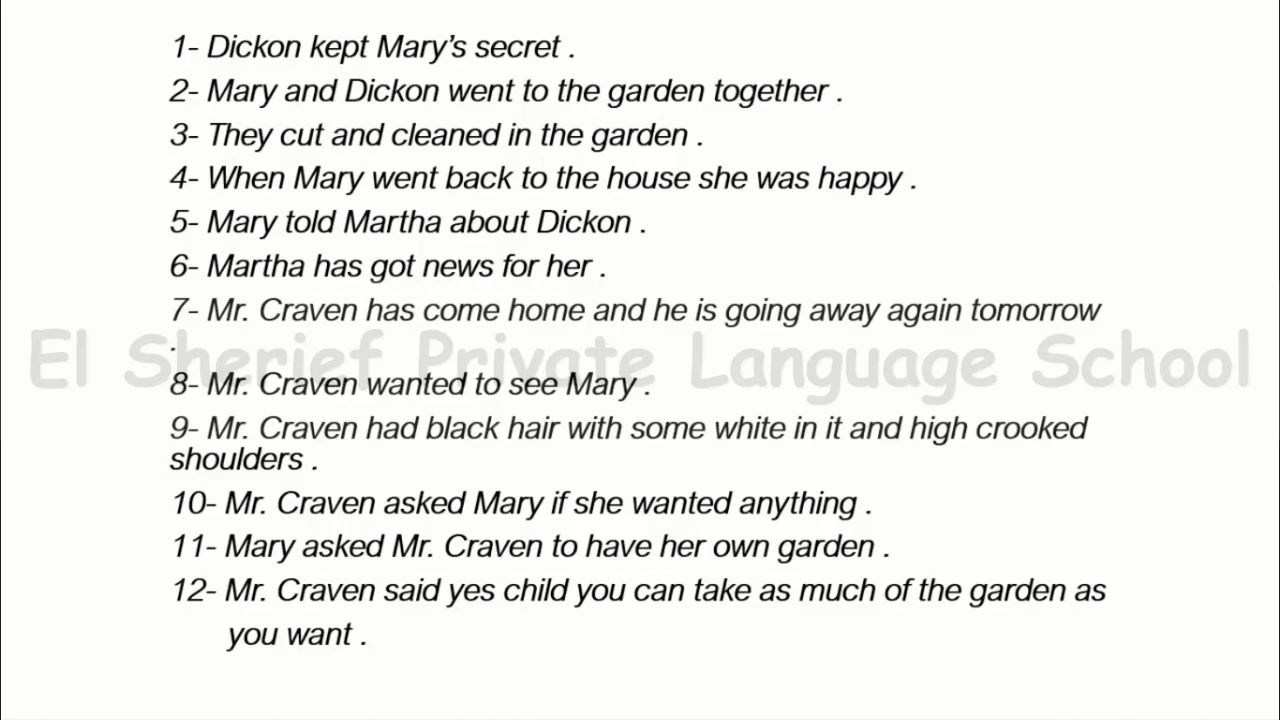 1- Dickon kept Mary’s secret .
2- Mary and Dickon went to the garden together .
3- They cut and cleaned in the garden .
4- When Mary went back to the house she was happy .
5- Mary told Martha about Dickon .
6- Martha has got news for her .
7- Mr. Craven has come home and he is going away again tomorrow
.
El Sherief Private Language School
8- Mr. Craven wanted to see Mary .
9- Mr. Craven had black hair with some white in it and high crooked
shoulders .
10- Mr. Craven asked Mary if she wanted anything .
11- Mary asked Mr. Craven to have her own garden .
12- Mr. Craven said yes child you can take as much of the garden as
you want .